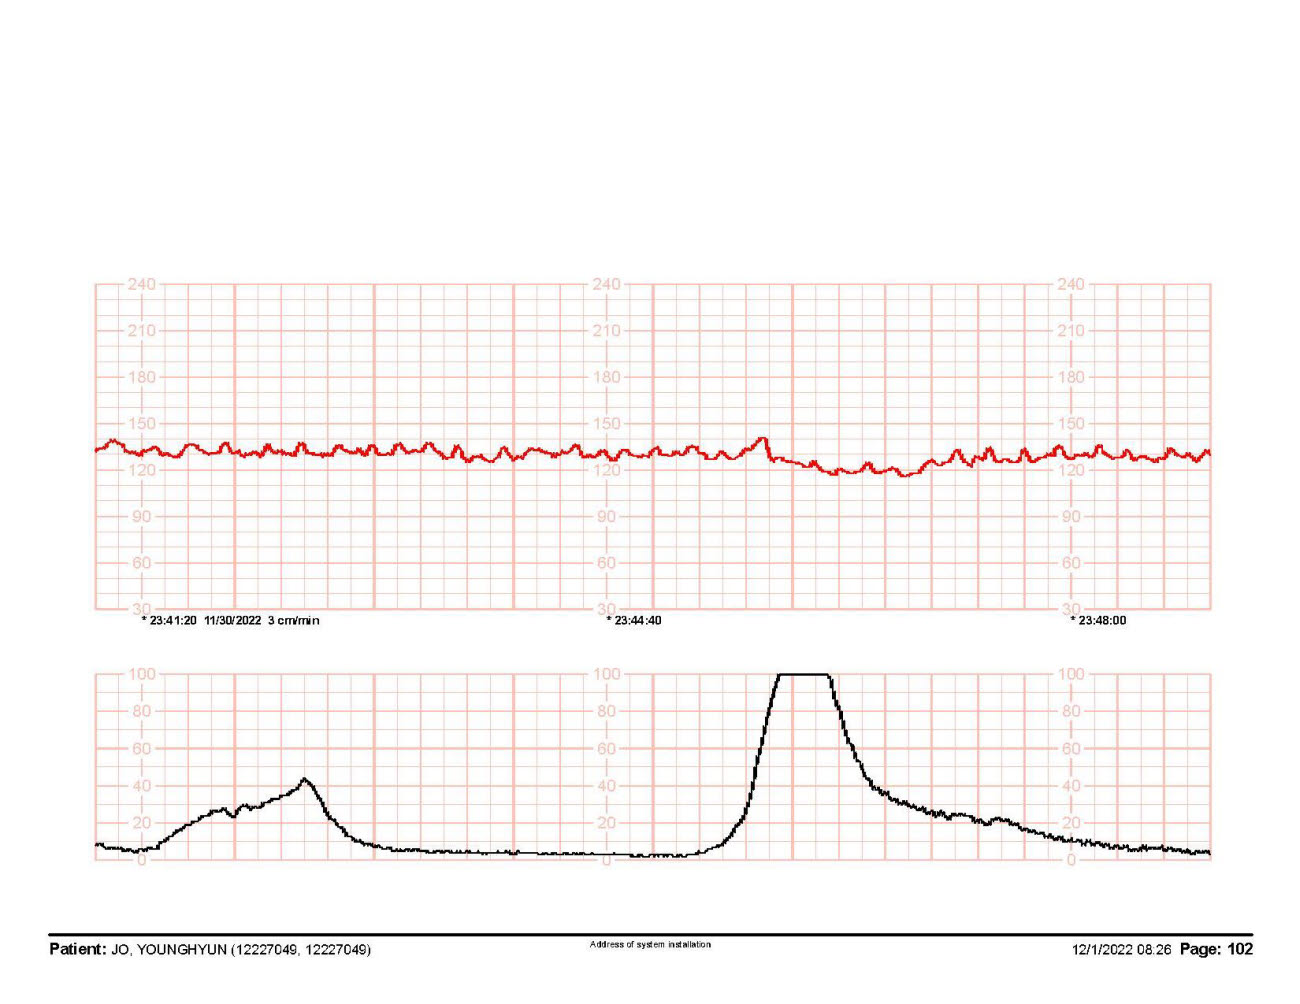 240 240 240
210 210 210
180 180 180
150 150 150
120 120 120
90 90 90
60 60 60
30 30 30
* 23:41:20 11/30/2022 3 cm/min * 23:44:40 * 23:48:00
100 100 100
80 80 80
60 60 60
40 40 40
20 20 20
0 0 0
Patient: JO, YOUNGHYUN (12227049, 12227049) Address of system installation 12/1/2022 08:26 Page: 102